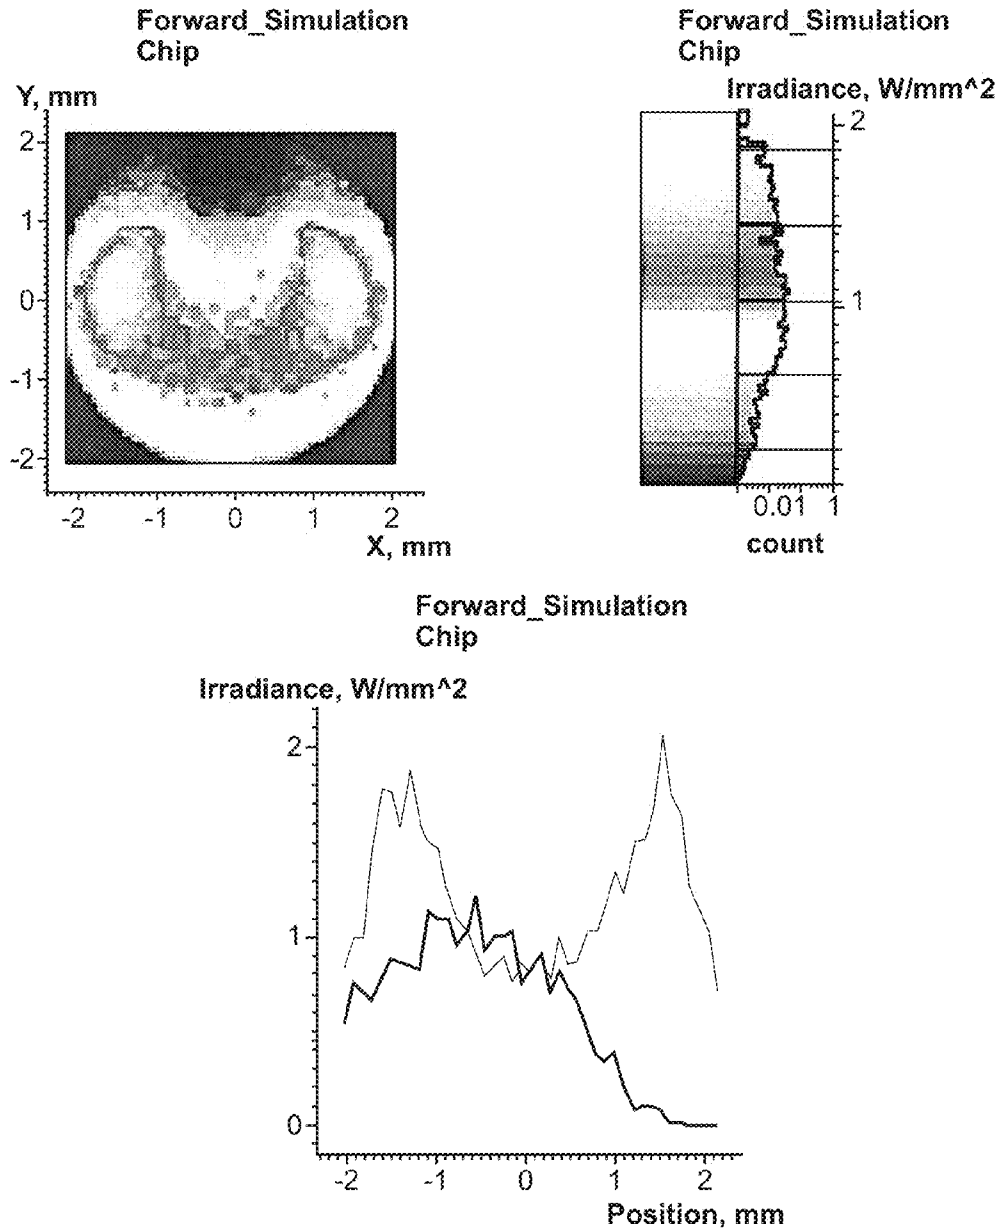 Forward_Simulation
Chip
Y, mm
2
1
0
-1
-2
-2 -1 0 1 2
X, mm
Forward_Simulation
Chip
Irradiance, W/mm^2
2
1
0.01 1
count
Forward_Simulation
Chip
Irradiance, W/mm^2
2
1
0
-2 -1 0 1 2
Position, mm